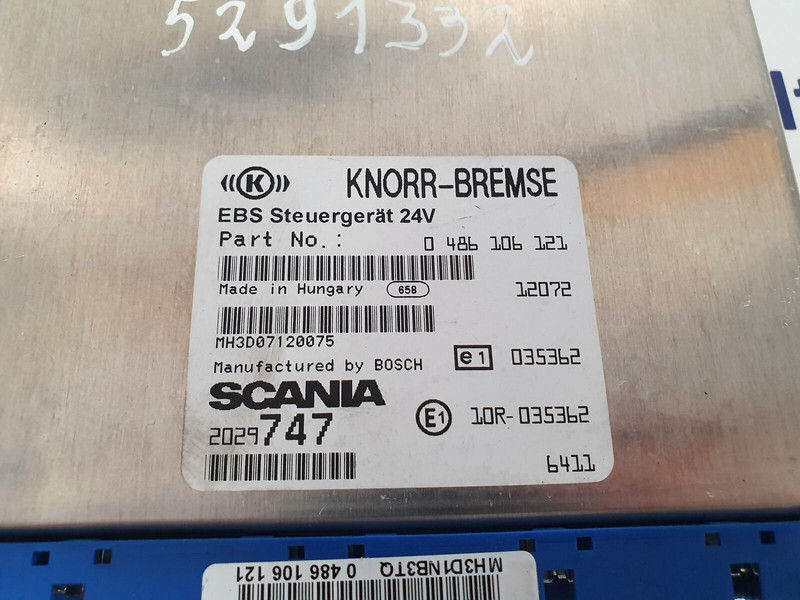 5291332
K KNORR-BREMSE
EBS Steuergerät 24V
Part No.: 0 486 106 121
Made in Hungary 658 12072
MH3D07120075
Manufactured by BOSCH e1 035362
SCANIA
2029747 E1 10R-035362
6411
MH3D1NB3TQ
0 486 106 121